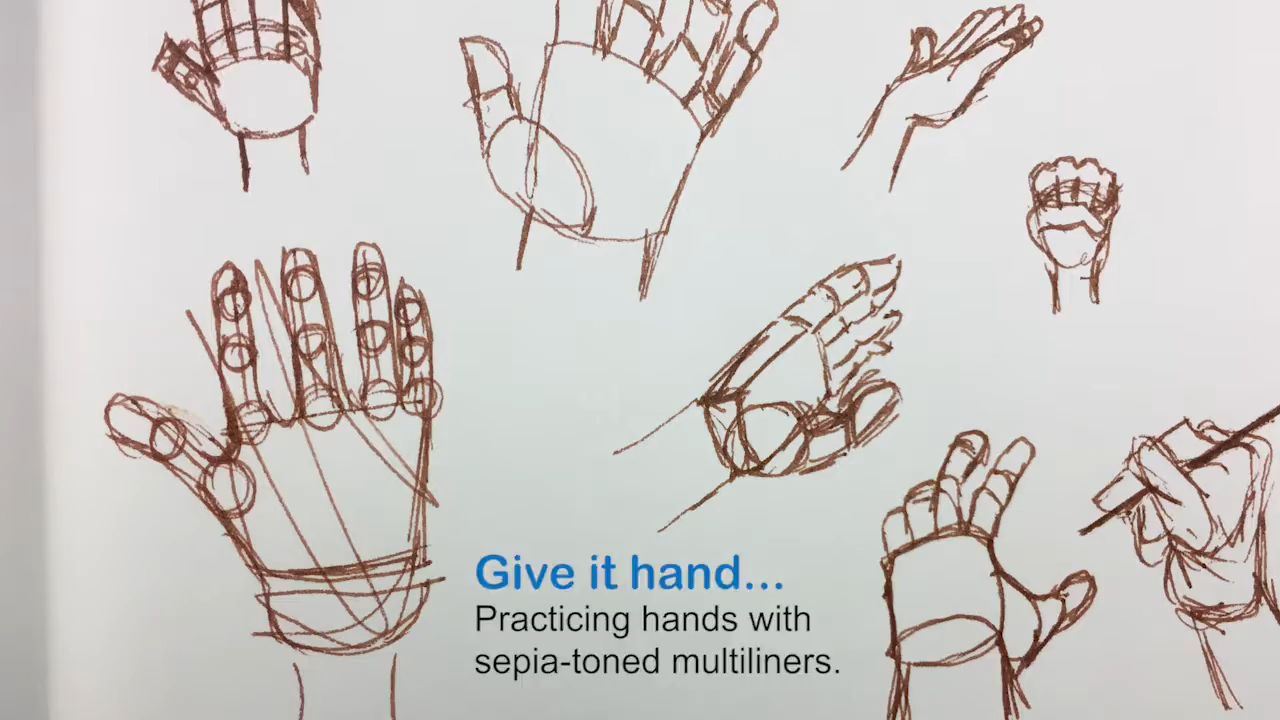 Give it hand...
Practicing hands with
sepia-toned multiliners.